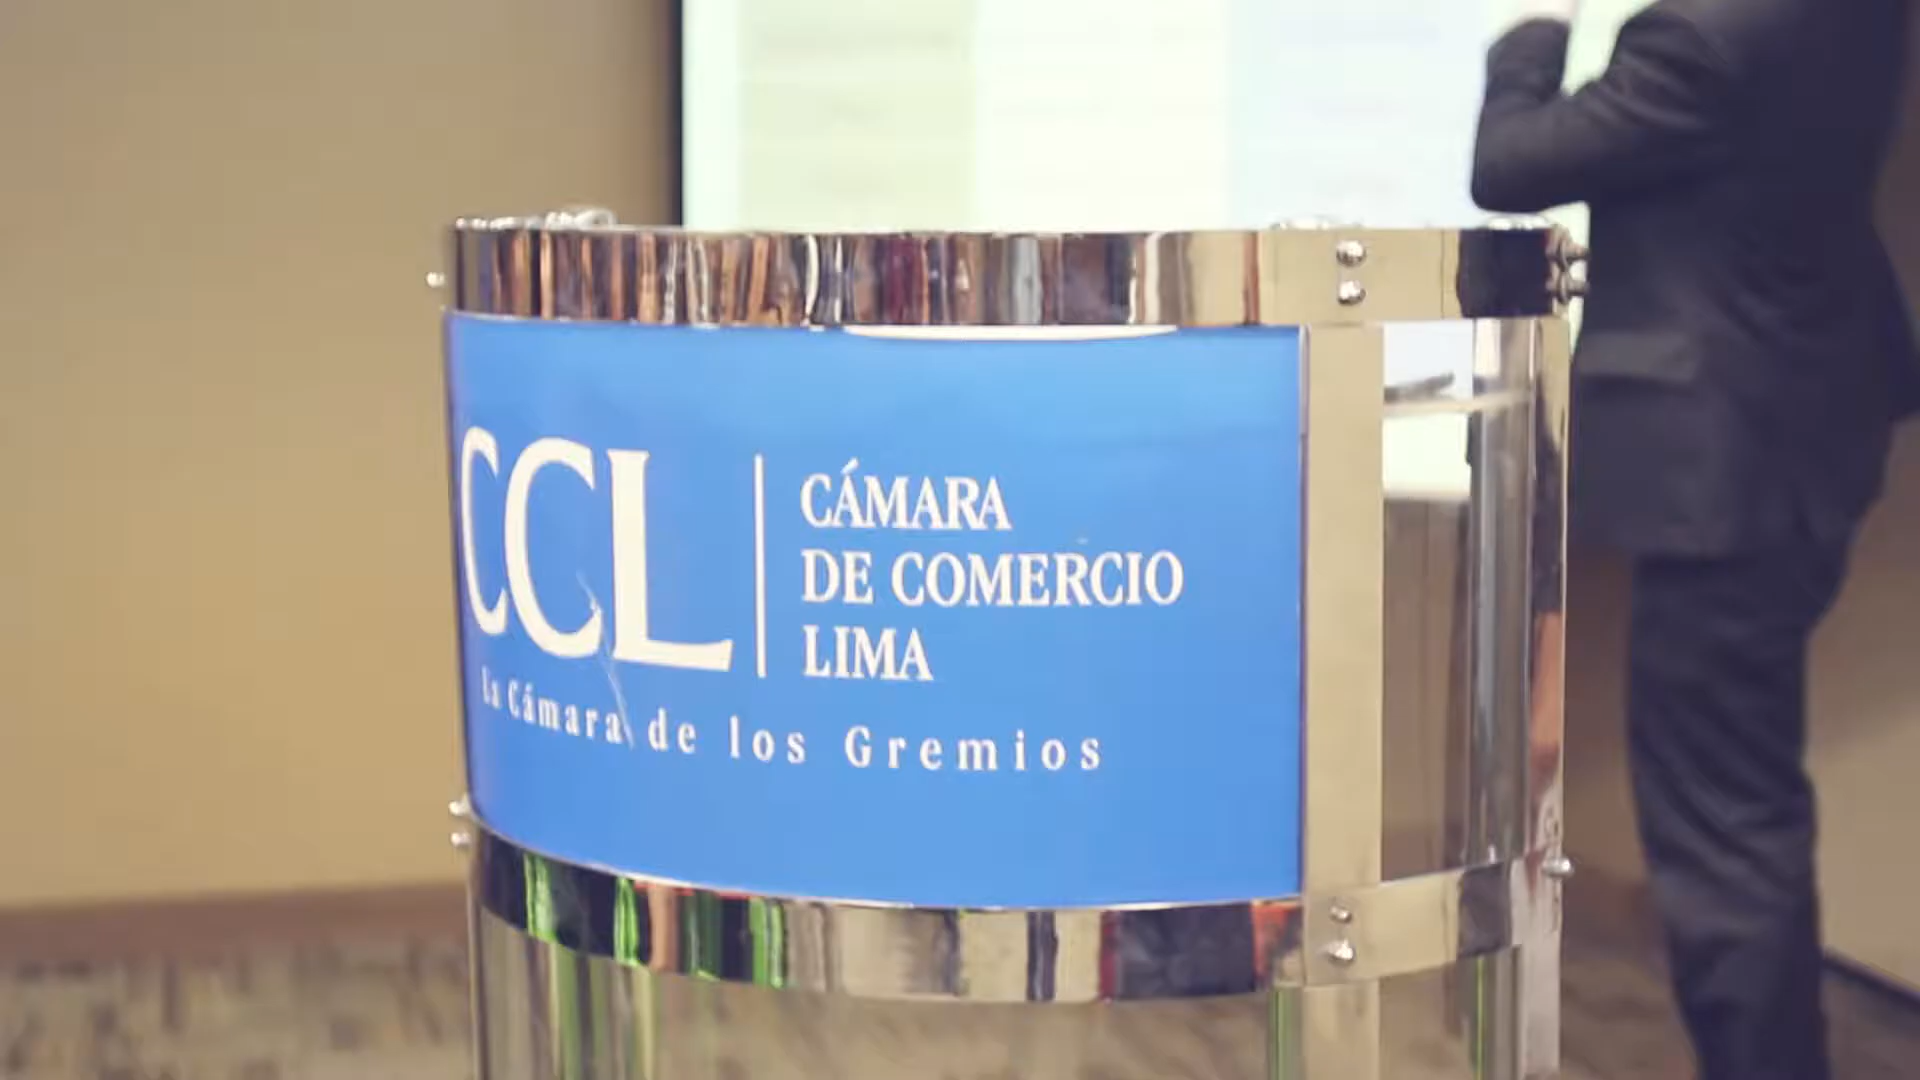 CCL
CÁMARA
DE COMERCIO
LIMA
La Cámara de los Gremios